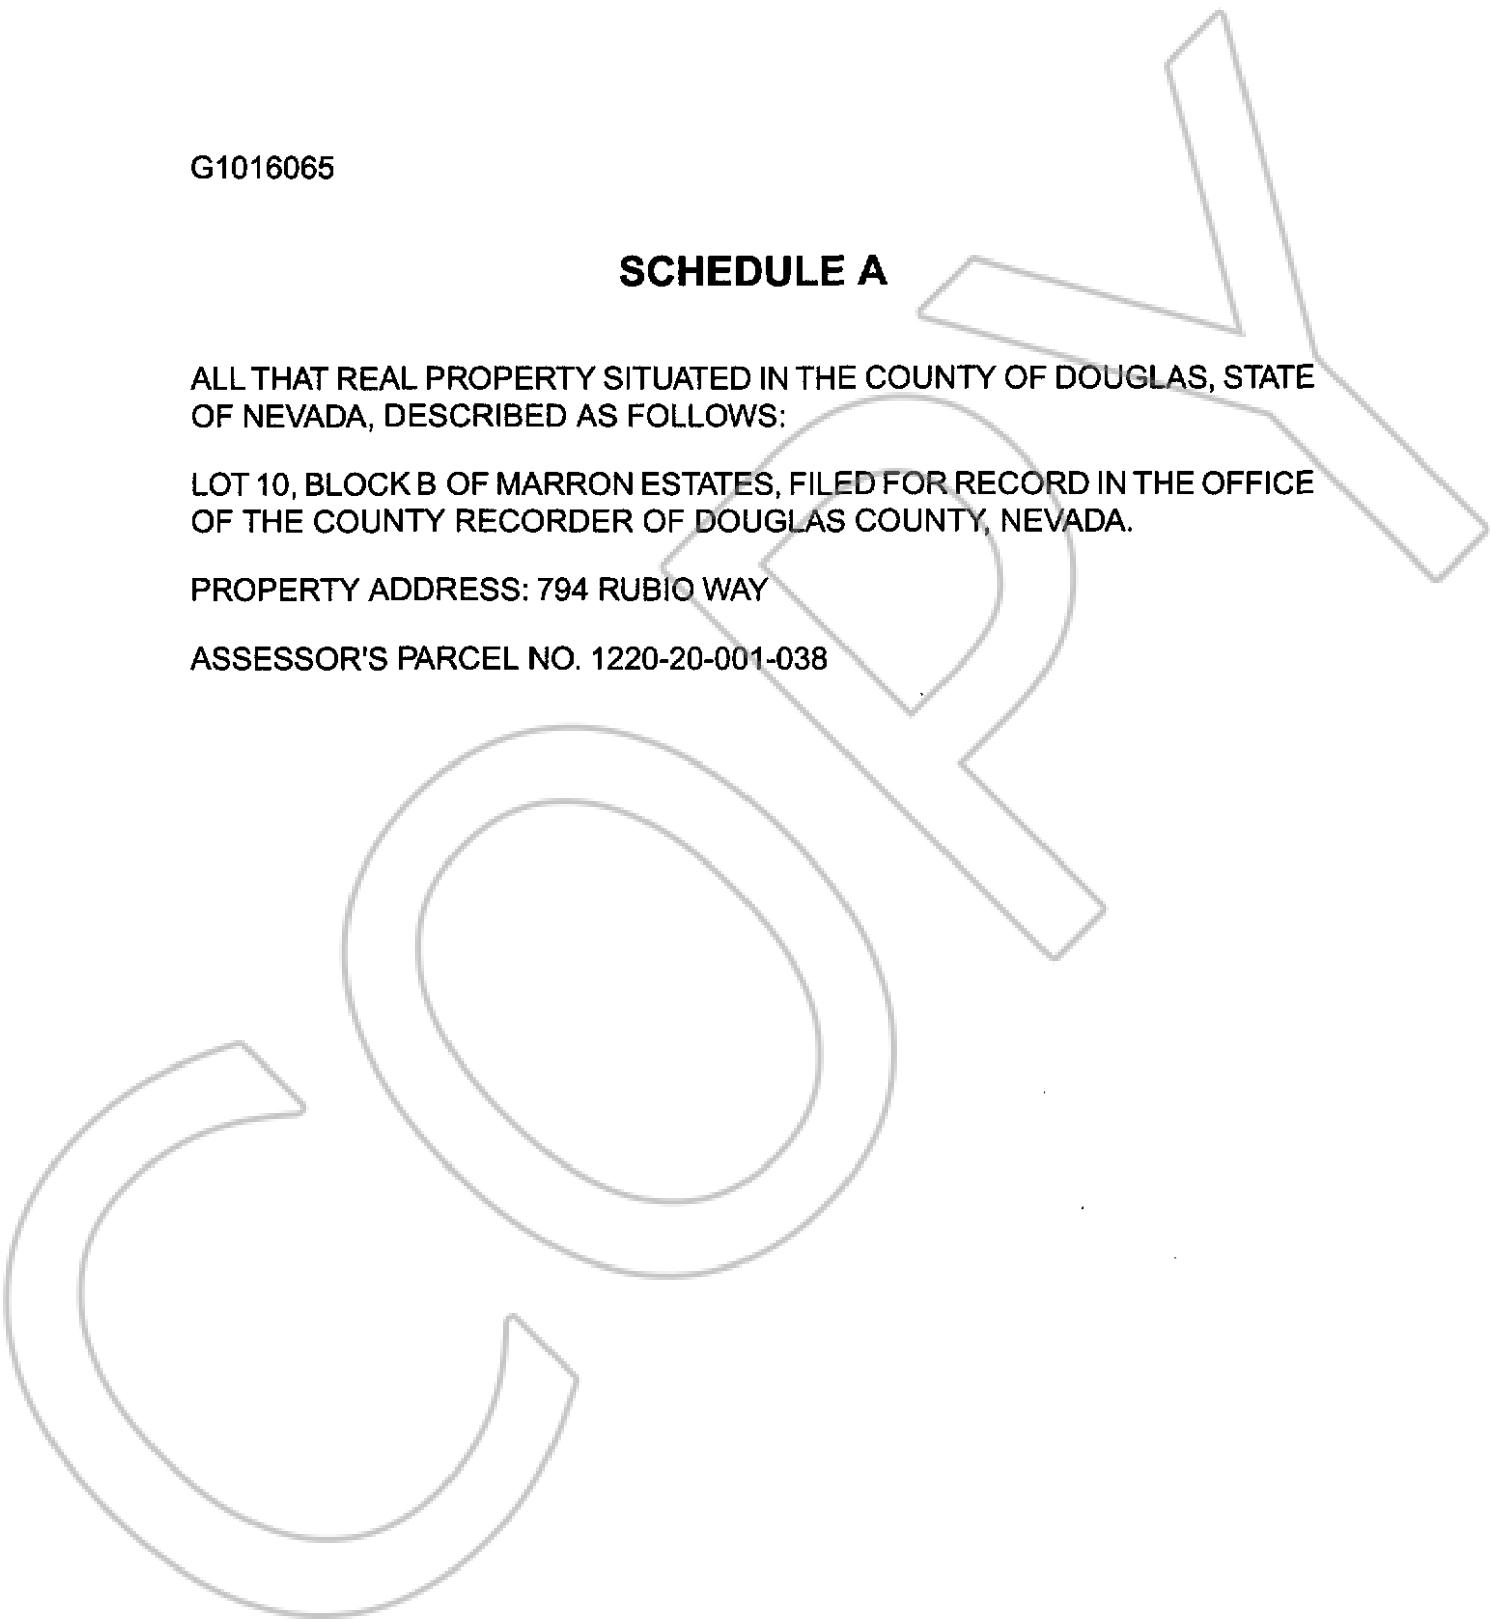 G1016065
SCHEDULE A
ALL THAT REAL PROPERTY SITUATED IN THE COUNTY OF DOUGLAS, STATE
OF NEVADA, DESCRIBED AS FOLLOWS:
LOT 10, BLOCK B OF MARRON ESTATES, FILED FOR RECORD IN THE OFFICE
OF THE COUNTY RECORDER OF DOUGLAS COUNTY, NEVADA.
PROPERTY ADDRESS: 794 RUBIO WAY
ASSESSOR'S PARCEL NO. 1220-20-001-038
COPY